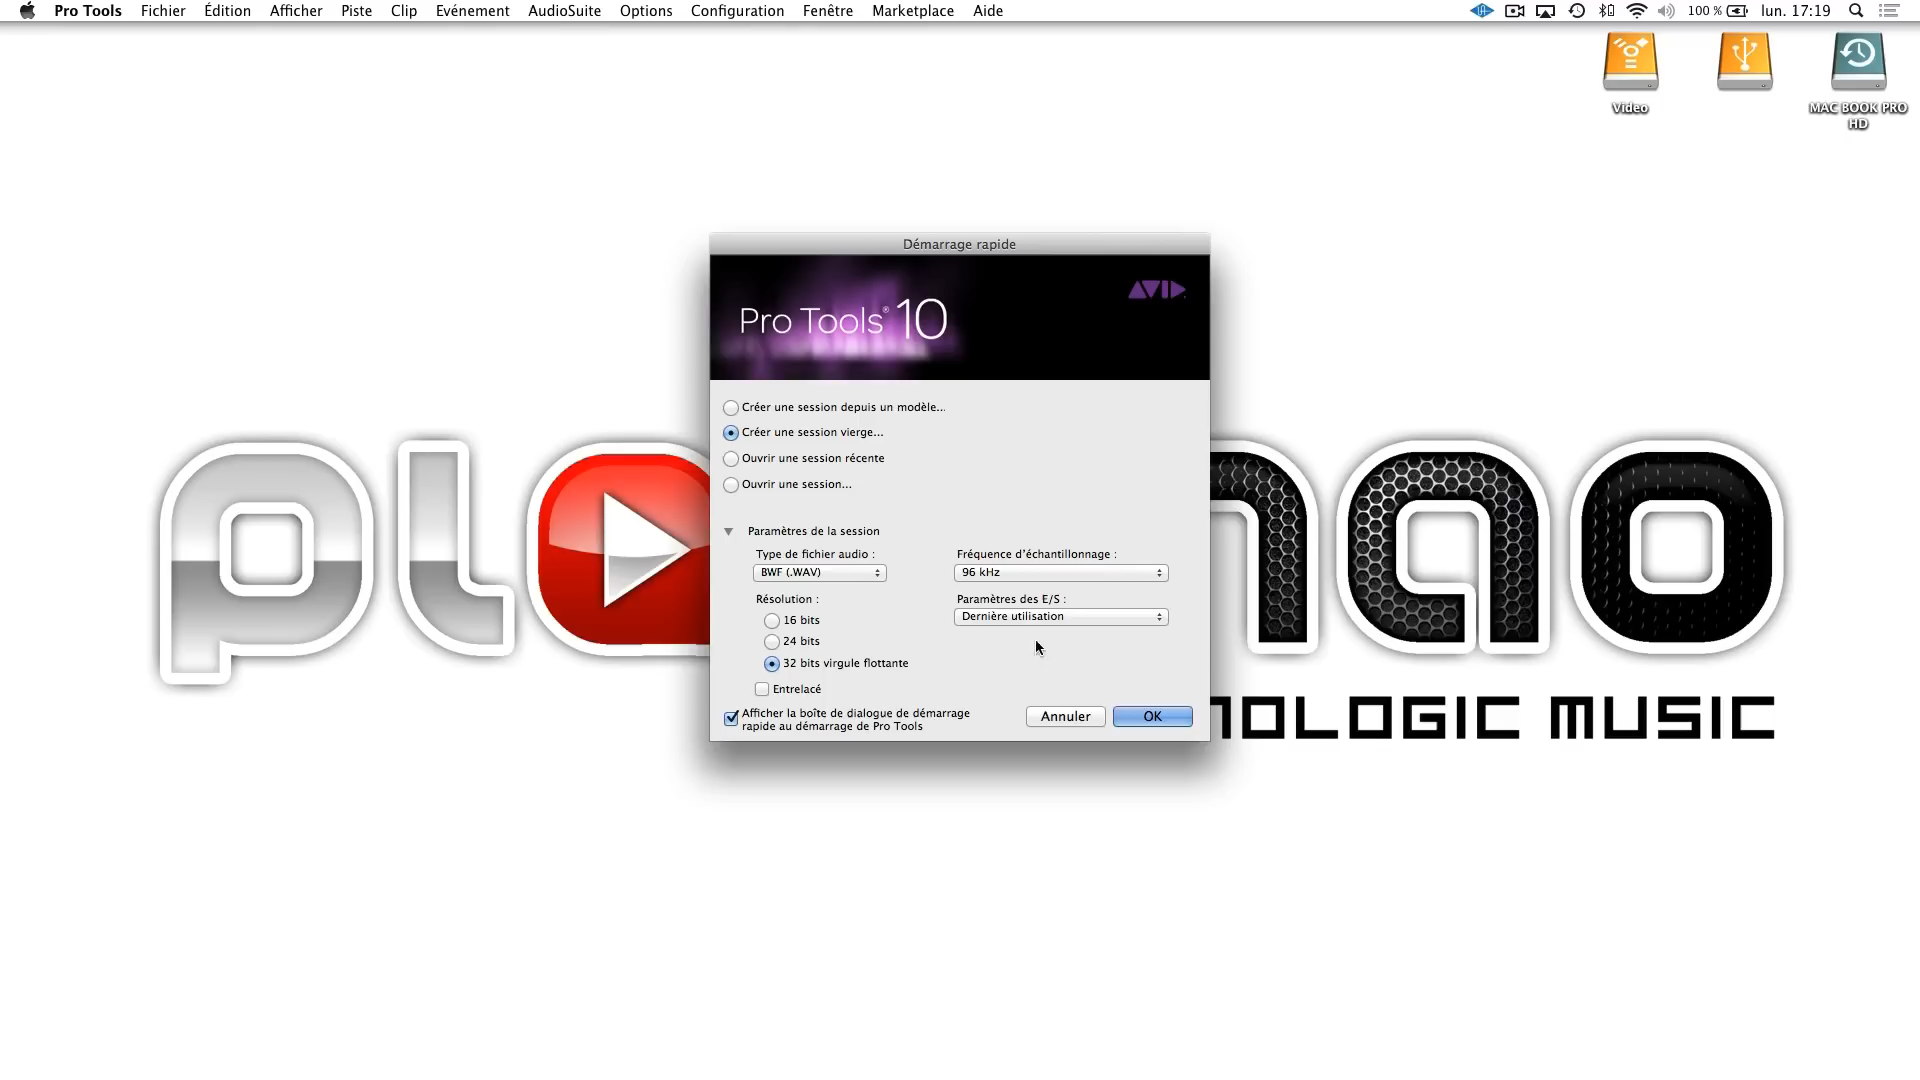 Pro Tools Fichier Édition Afficher Piste Clip Evénement AudioSuite Options Configuration Fenêtre Marketplace Aide 100 % lun. 17:19
Video
MAC BOOK PRO
HD
Démarrage rapide
AVID
Pro Tools® 10
Créer une session depuis un modèle...
Créer une session vierge...
Ouvrir une session récente
Ouvrir une session...
Paramètres de la session
Type de fichier audio :
BWF (.WAV)
Fréquence d'échantillonnage :
96 kHz
Résolution :
16 bits
24 bits
32 bits virgule flottante
Entrelacé
Paramètres des E/S :
Dernière utilisation
Afficher la boîte de dialogue de démarrage
rapide au démarrage de Pro Tools
Annuler
OK
pl
nao
NOLOGIC MUSIC